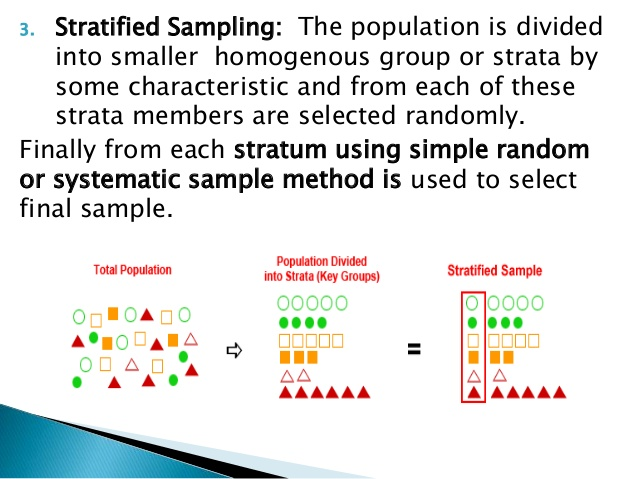 3. Stratified Sampling: The population is divided
into smaller homogenous group or strata by
some characteristic and from each of these
strata members are selected randomly.
Finally from each stratum using simple random
or systematic sample method is used to select
final sample.
Total Population
Population Divided
into Strata (Key Groups)
Stratified Sample
=